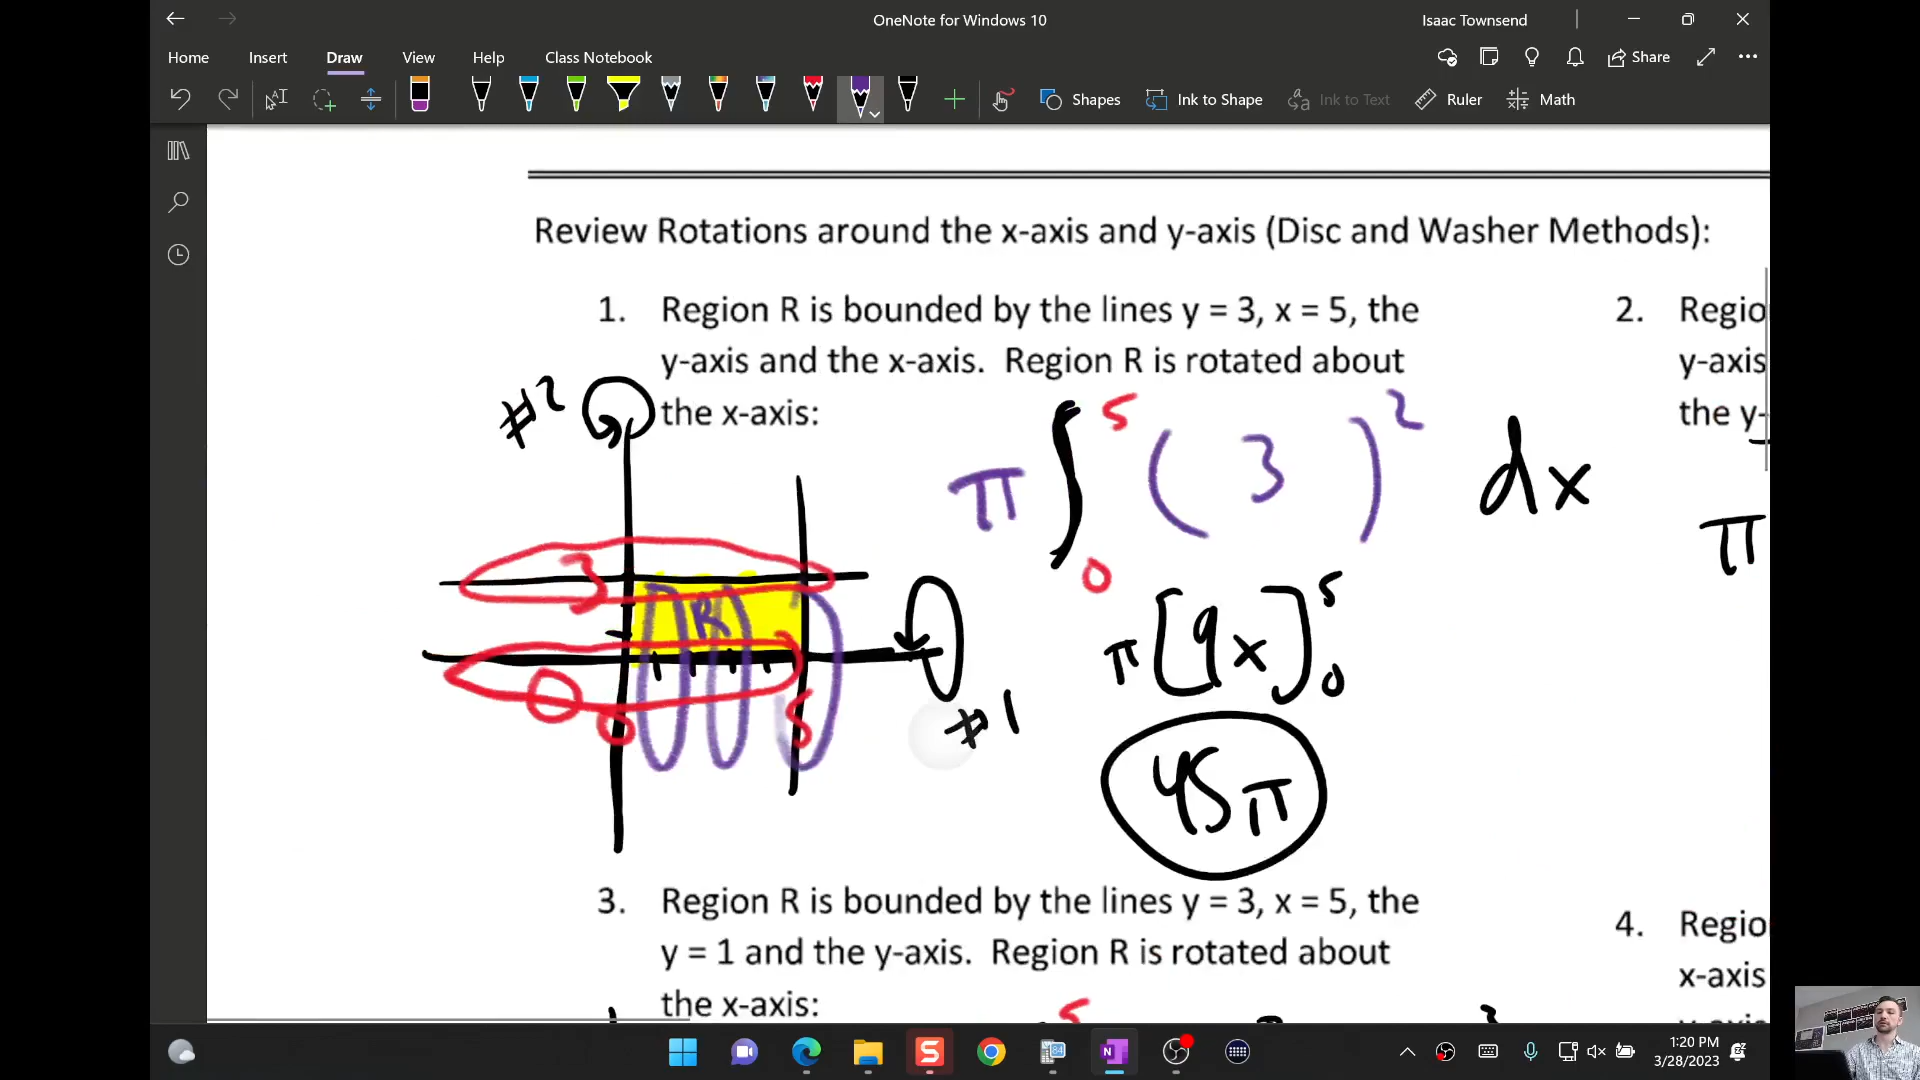 OneNote for Windows 10
Isaac Townsend
Home Insert Draw View Help Class Notebook
Share
Shapes
Ink to Shape
Ink to Text
Ruler
Math
Review Rotations around the x-axis and y-axis (Disc and Washer Methods):
1. Region R is bounded by the lines y = 3, x = 5, the
y-axis and the x-axis. Region R is rotated about
the x-axis:
#2
π ∫ 5 0 ( 3 )² dx
π [9x] 5 0
45π
3
R
0
0
5
#1
2. Regio
y-axis
the y-
π
3. Region R is bounded by the lines y = 3, x = 5, the
y = 1 and the y-axis. Region R is rotated about
the x-axis:
5
4. Regio
x-axis
84
1:20 PM
3/28/2023